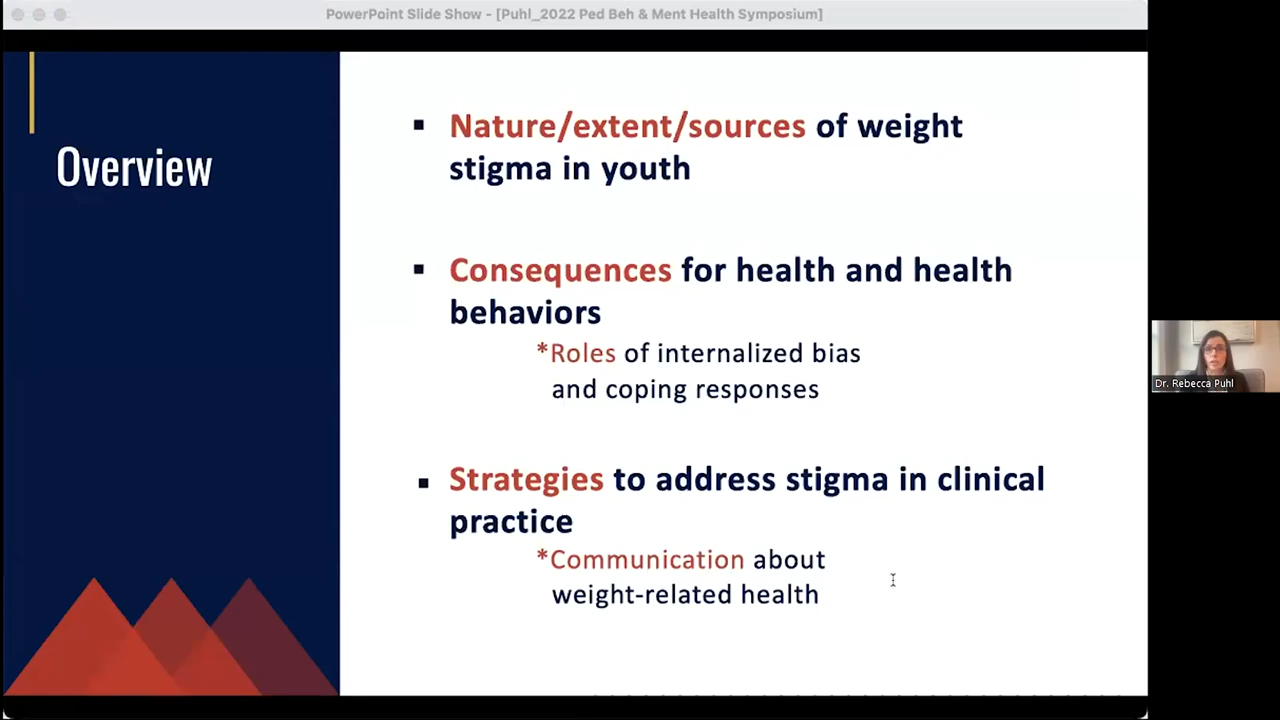 PowerPoint Slide Show - [Puhl_2022 Ped Beh & Ment Health Symposium]
Overview
▪ Nature/extent/sources of weight
stigma in youth
▪ Consequences for health and health
behaviors
*Roles of internalized bias
and coping responses
▪ Strategies to address stigma in clinical
practice
*Communication about
weight-related health
Dr. Rebecca Puhl